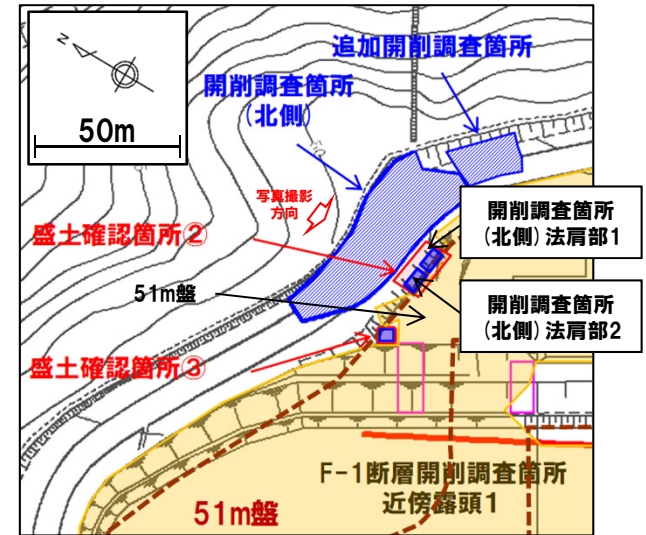 N
50m
追加開削調査箇所
開削調査箇所
(北側)
写真撮影
方向
盛土確認箇所②
51m盤
開削調査箇所
(北側)法肩部1
開削調査箇所
(北側)法肩部2
盛土確認箇所③
F-1断層開削調査箇所
近傍露頭1
51m盤